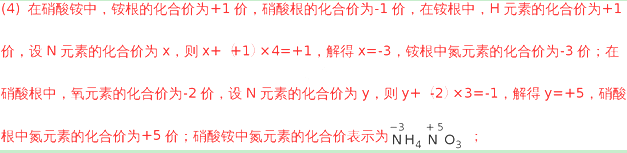 (4) 在硝酸铵中，铵根的化合价为+1 价，硝酸根的化合价为-1 价，在铵根中，H 元素的化合价为+1
价，设 N 元素的化合价为 x，则 x+（+1）×4=+1，解得 x=-3，铵根中氮元素的化合价为-3 价；在
硝酸根中，氧元素的化合价为-2 价，设 N 元素的化合价为 y，则 y+（-2）×3=-1，解得 y=+5，硝酸
根中氮元素的化合价为+5 价；硝酸铵中氮元素的化合价表示为 $\overset{-3}{N}H_4\overset{+5}{N}O_3$ ；